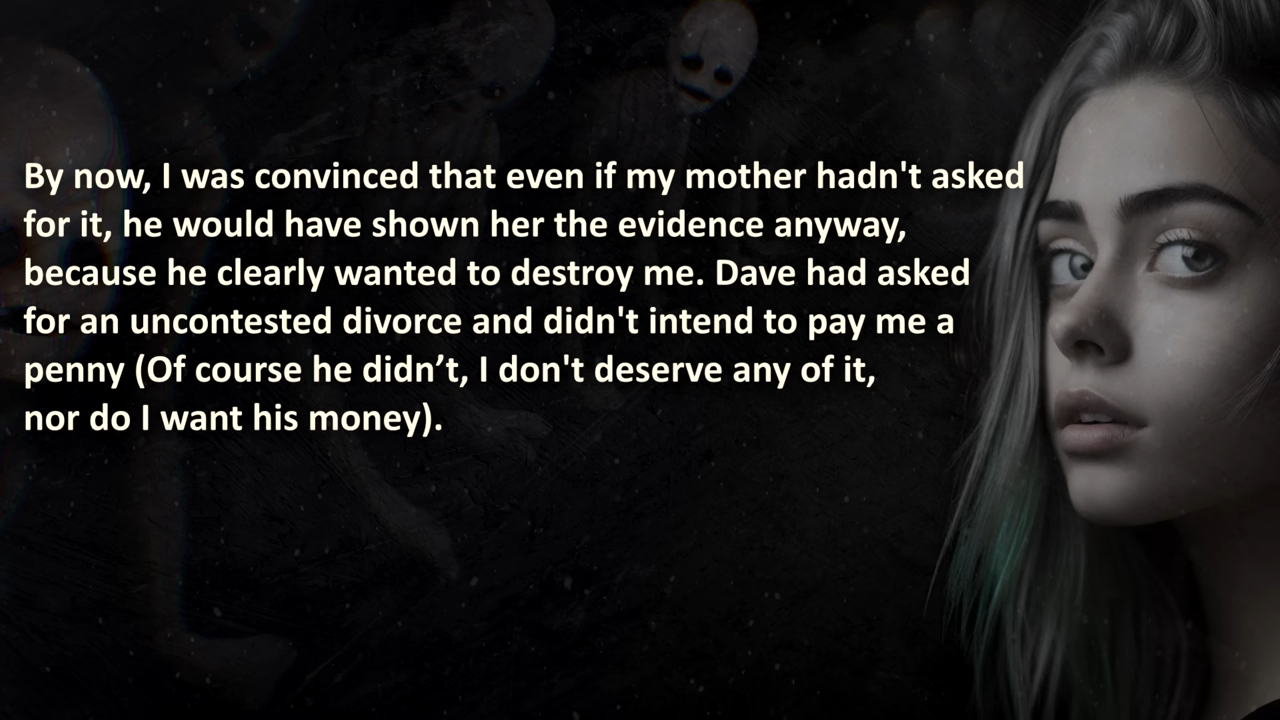 By now, I was convinced that even if my mother hadn't asked
for it, he would have shown her the evidence anyway,
because he clearly wanted to destroy me. Dave had asked
for an uncontested divorce and didn't intend to pay me a
penny (Of course he didn’t, I don't deserve any of it,
nor do I want his money).